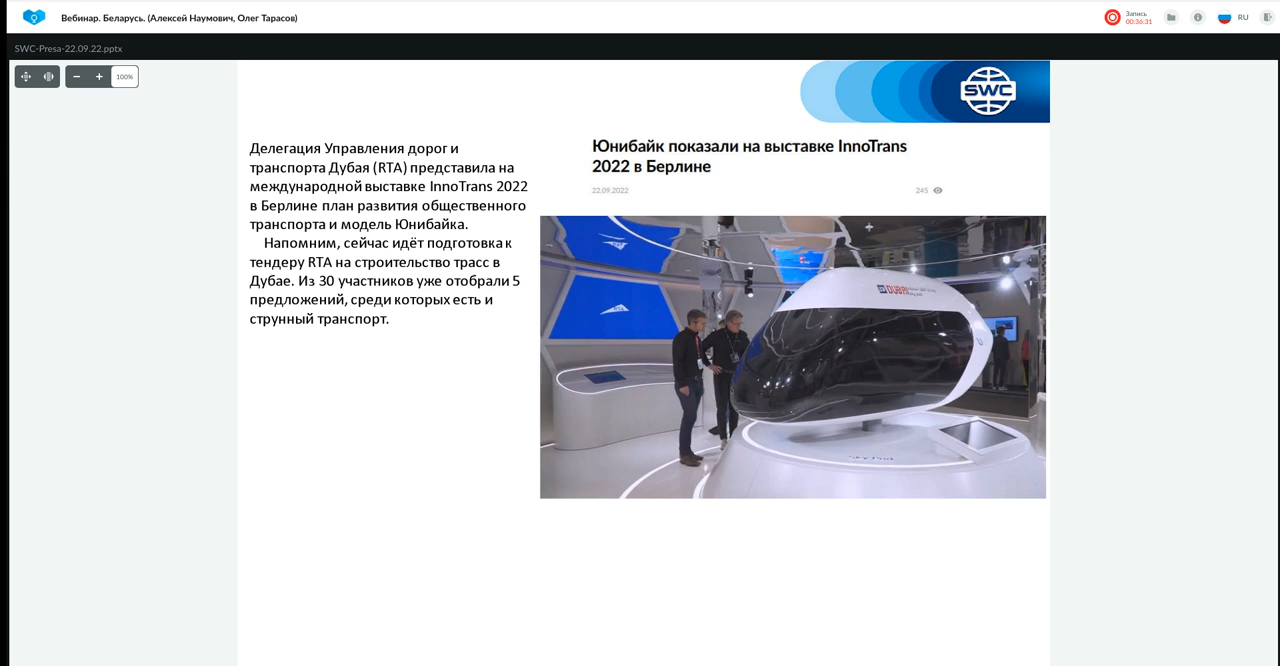 Вебинар. Беларусь. (Алексей Наумович, Олег Тарасов)
Запись
00:36:31
RU
SWC-Presa-22.09.22.pptx
100%
SWC
Делегация Управления дорог и
транспорта Дубая (RTA) представила на
международной выставке InnoTrans 2022
в Берлине план развития общественного
транспорта и модель Юнибайка.
Напомним, сейчас идёт подготовка к
тендеру RTA на строительство трасс в
Дубае. Из 30 участников уже отобрали 5
предложений, среди которых есть и
струнный транспорт.
Юнибайк показали на выставке InnoTrans
2022 в Берлине
22.09.2022
245
RTA
DUBAI